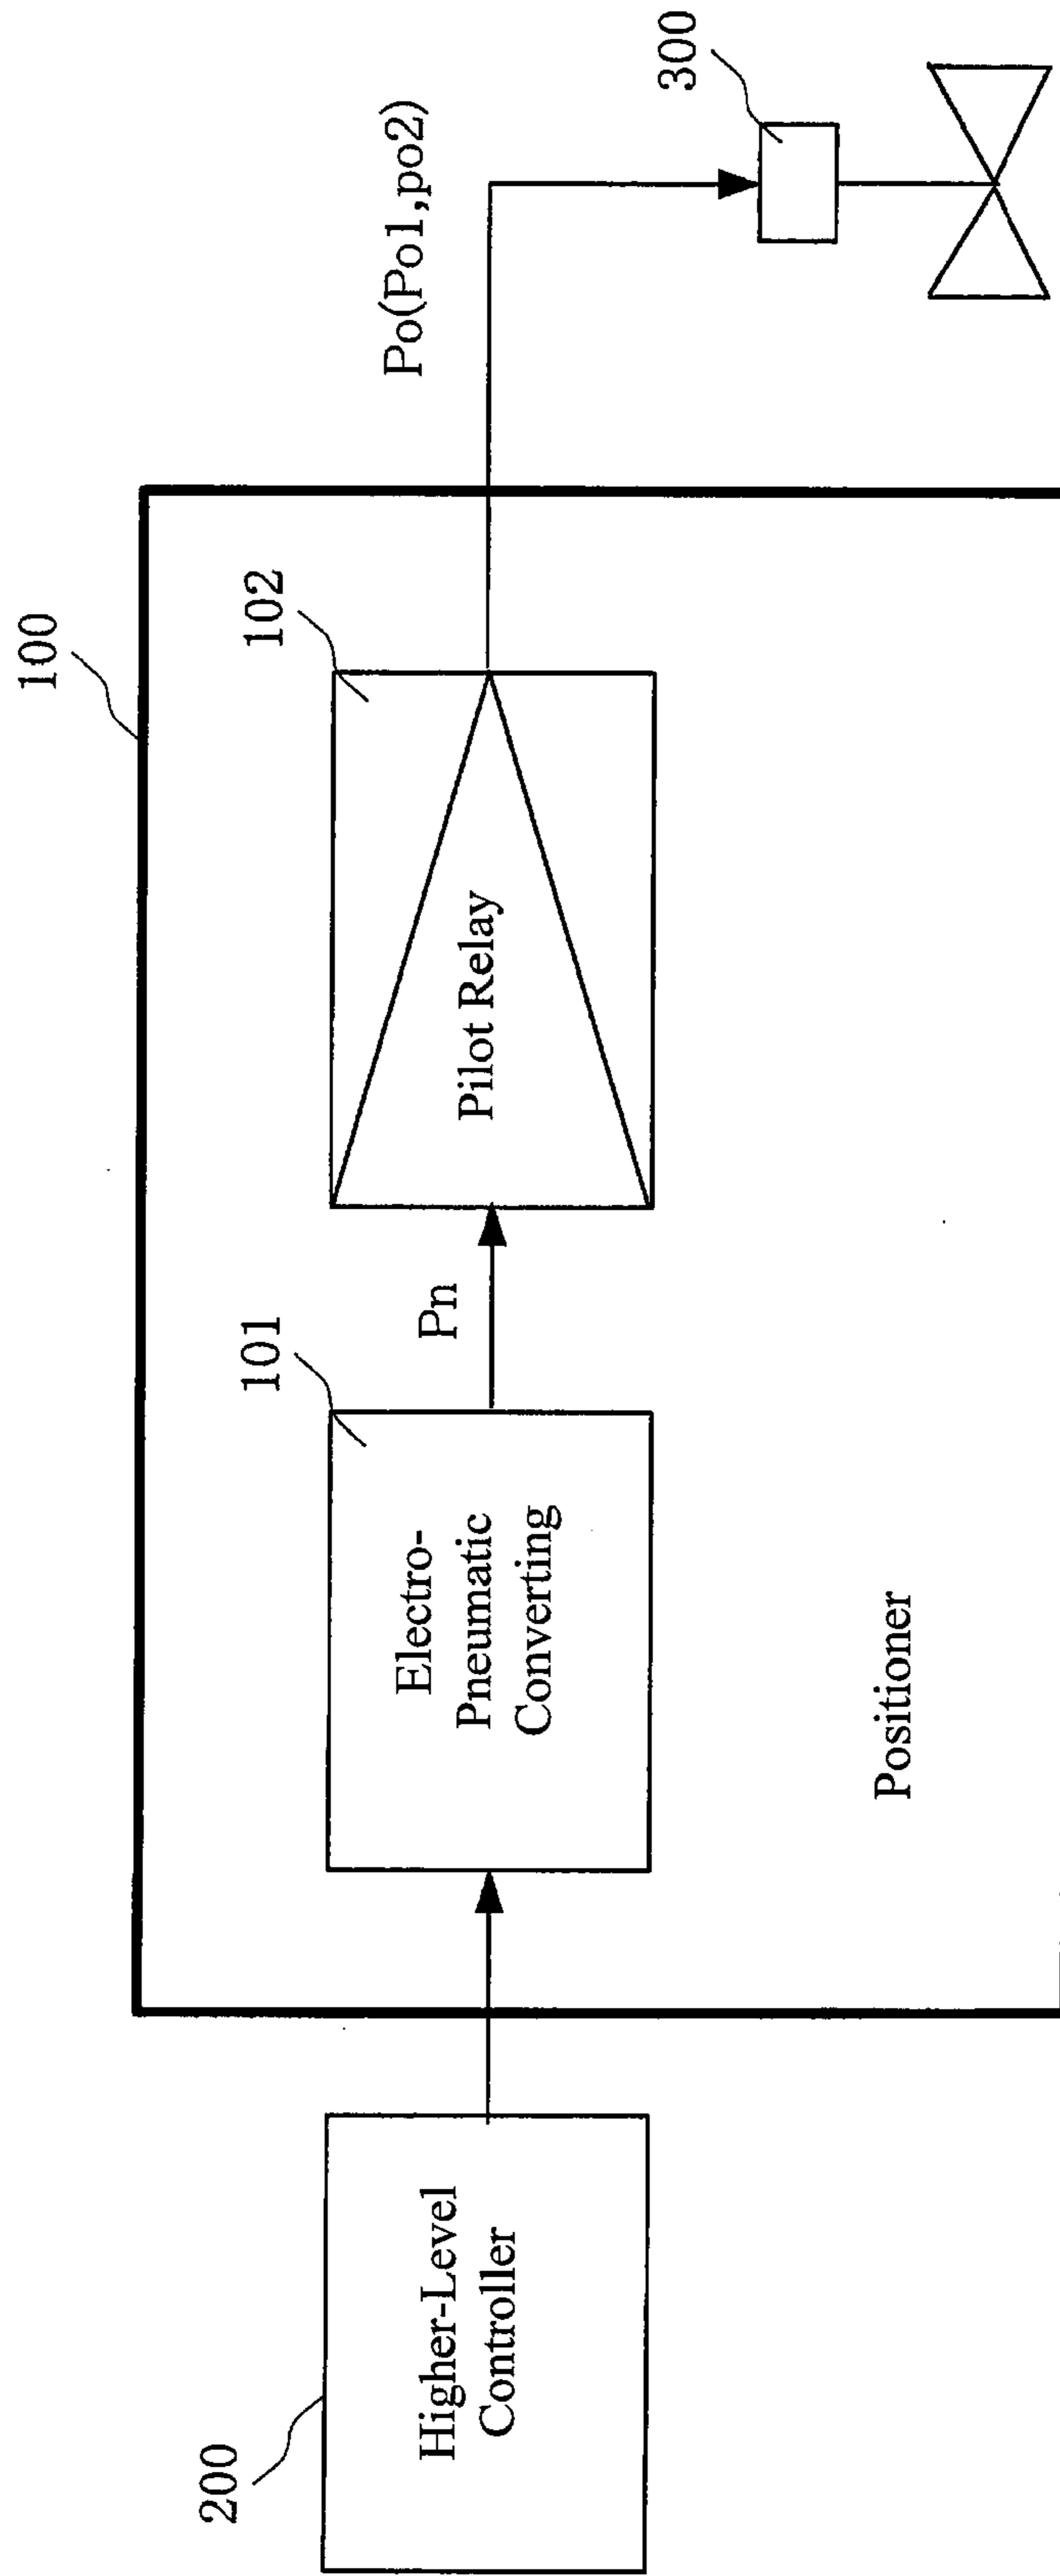 100
200
Higher-Level
Controller
101
Electro-
Pneumatic
Converting
Pn
102
Pilot Relay
Po(Po1,po2)
300
Positioner